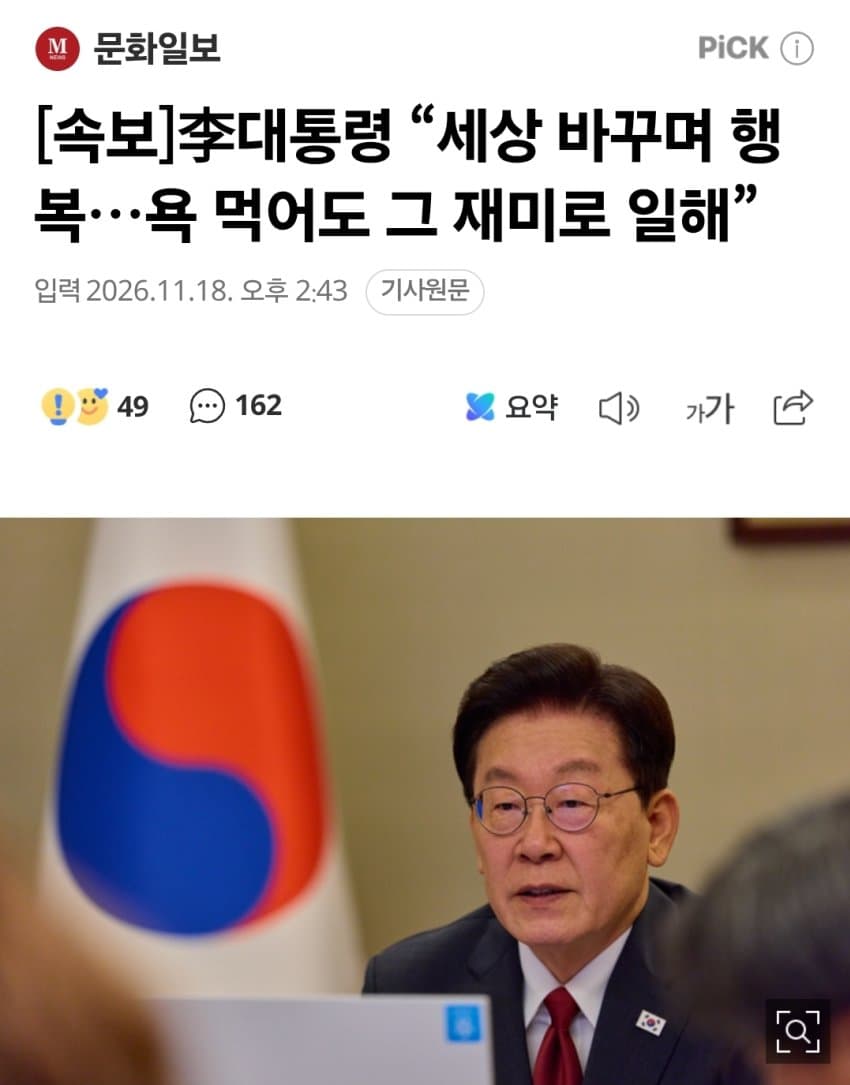 M
NEWS
문화일보
PiCK
[속보]李대통령 “세상 바꾸며 행
복…욕 먹어도 그 재미로 일해”
입력 2026.11.18. 오후 2:43 기사원문
49 162 요약 가가